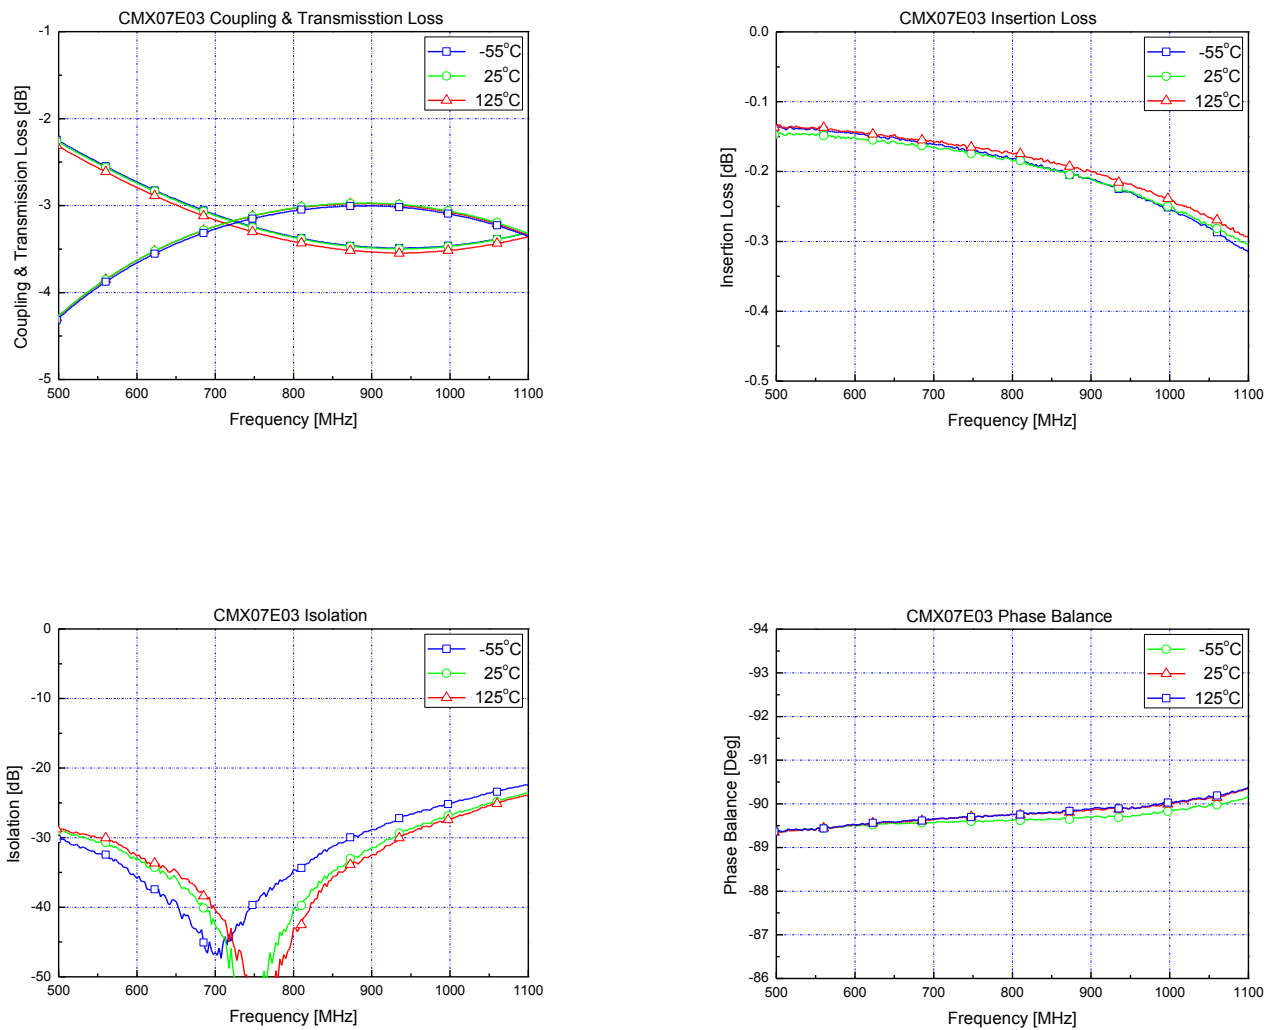 CMX07E03 Coupling & Transmisstion Loss
Coupling & Transmission Loss [dB]
-1
-2
-3
-4
-5
-55°C
25°C
125°C
500 600 700 800 900 1000 1100
Frequency [MHz]
CMX07E03 Insertion Loss
Insertion Loss [dB]
0.0
-0.1
-0.2
-0.3
-0.4
-0.5
-55°C
25°C
125°C
500 600 700 800 900 1000 1100
Frequency [MHz]
CMX07E03 Isolation
Isolation [dB]
0
-10
-20
-30
-40
-50
-55°C
25°C
125°C
500 600 700 800 900 1000 1100
Frequency [MHz]
CMX07E03 Phase Balance
Phase Balance [Deg]
-94
-93
-92
-91
-90
-89
-88
-87
-86
-55°C
25°C
125°C
500 600 700 800 900 1000 1100
Frequency [MHz]